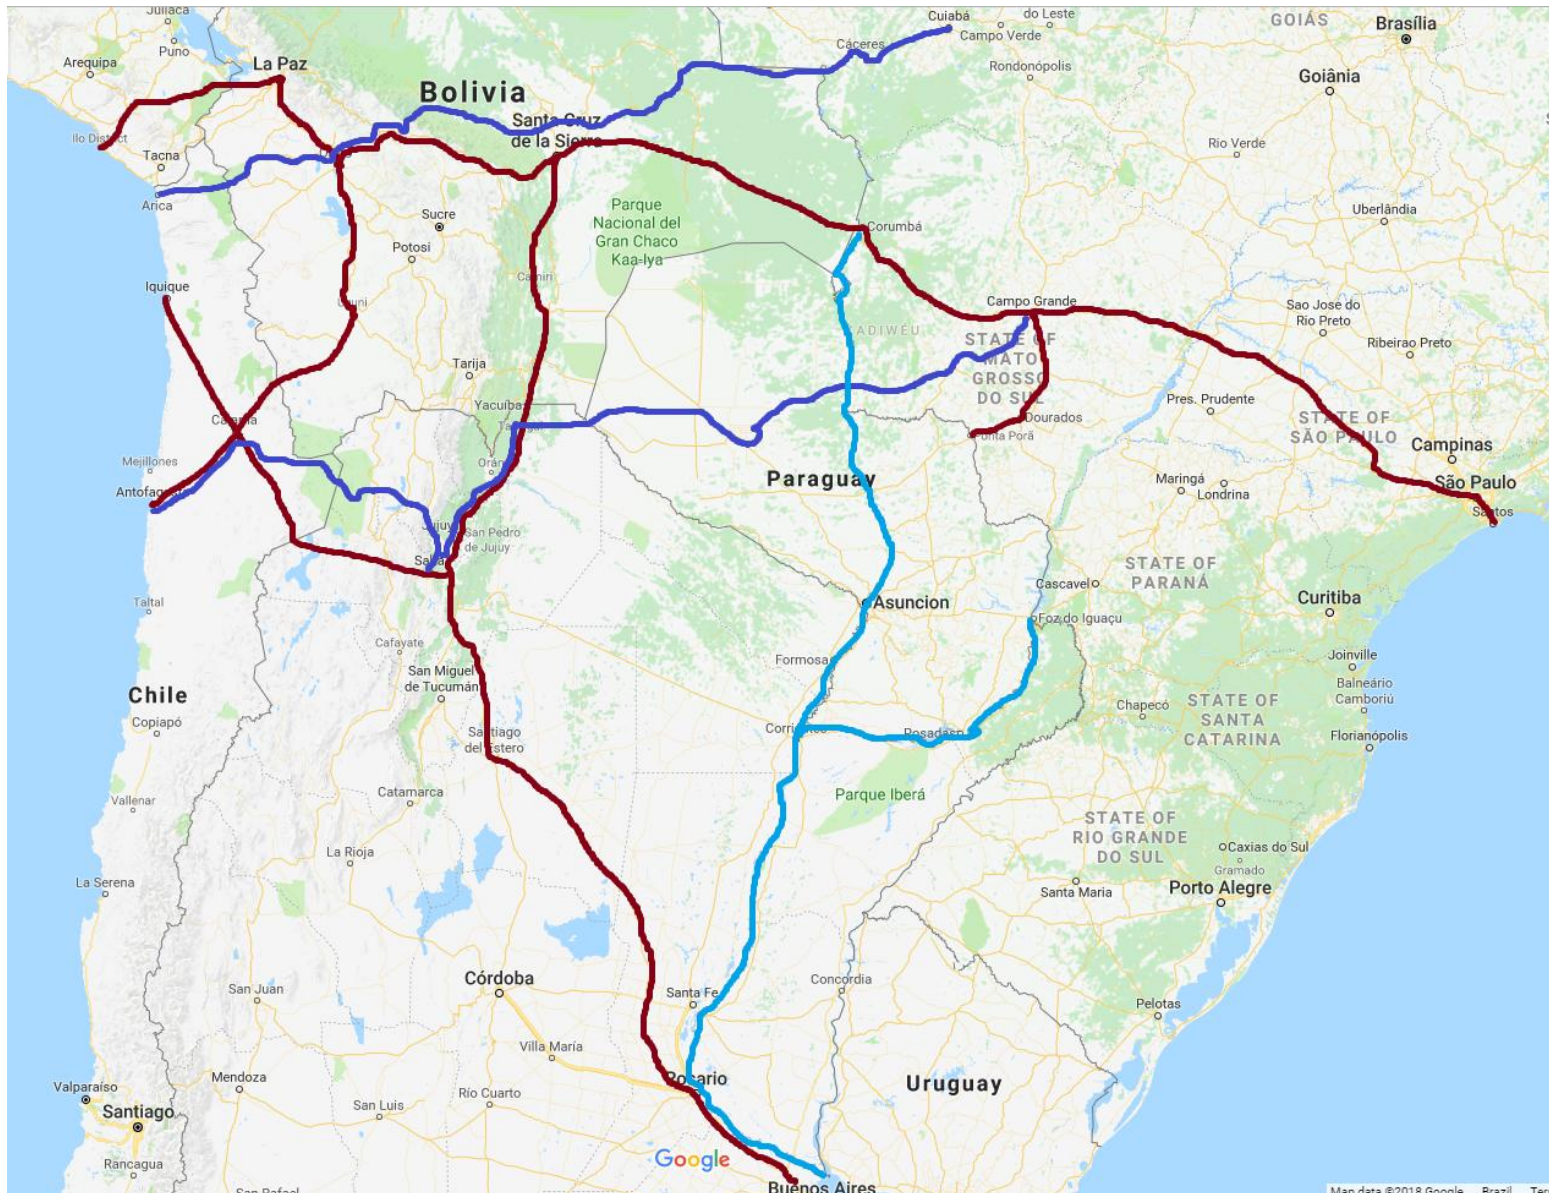 Juliaca
Puno
Arequipa
La Paz
Bolivia
Cuiabá
do Leste
Campo Verde
Cáceres
Rondonópolis
GOIÁS
Brasília
Goiânia
Ilo District
Tacna
Arica
Santa Cruz
de la Sierra
Rio Verde
Sucre
Potosi
Parque
Nacional del
Gran Chaco
Kaa-Iya
Corumbá
Uberlândia
Iquique
Camiri
Campo Grande
Sao Jose do
Rio Preto
Ribeirao Preto
ADIWÉU
STATE OF
MATO
GROSSO
DO SUL
Tarija
Yacuiba
Pres. Prudente
Dourados
Ponta Porã
STATE OF
SÃO PAULO
Campinas
Mejillones
Orán
Paraguay
Maringá
Londrina
São Paulo
Santos
San Pedro
de Jujuy
STATE OF
PARANÁ
Cascavel
Curitiba
Taltal
Asuncion
Foz do Iguaçu
Cafayate
San Miguel
de Tucumán
Formosa
Joinville
Balneário
Camboriú
Chile
Copiapó
Santiago
del Estero
Posadas
Chapecó
STATE OF
SANTA
CATARINA
Florianópolis
Vallenar
Catamarca
Parque Iberá
STATE OF
RIO GRANDE
DO SUL
La Rioja
Caxias do Sul
Gramado
La Serena
Santa Maria
Porto Alegre
Córdoba
San Juan
Santa Fe
Concordia
Pelotas
Villa María
Valparaíso
Mendoza
Rosario
Uruguay
Santiago
San Luis
Río Cuarto
Rancagua
Google
Buenos Aires
San Rafael
Map data ©2018 Google
Brazil